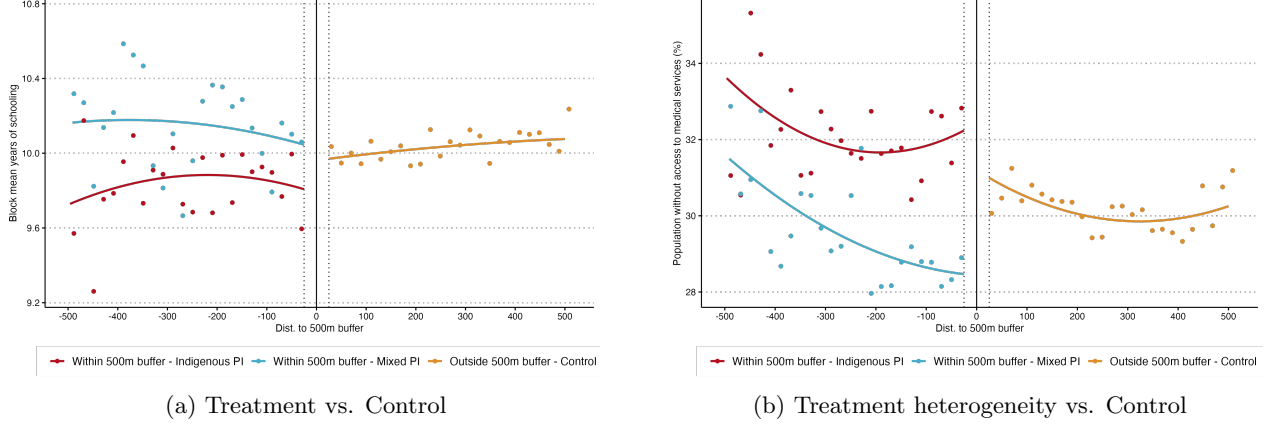 10.8
10.4
10.0
9.6
9.2
Block mean years of schooling
-500 -400 -300 -200 -100 0 100 200 300 400 500
Dist. to 500m buffer
Within 500m buffer - Indigenous PI Within 500m buffer - Mixed PI Outside 500m buffer - Control
(a) Treatment vs. Control
34
32
30
28
Population without access to medical services (%)
-500 -400 -300 -200 -100 0 100 200 300 400 500
Dist. to 500m buffer
Within 500m buffer - Indigenous PI Within 500m buffer - Mixed PI Outside 500m buffer - Control
(b) Treatment heterogeneity vs. Control